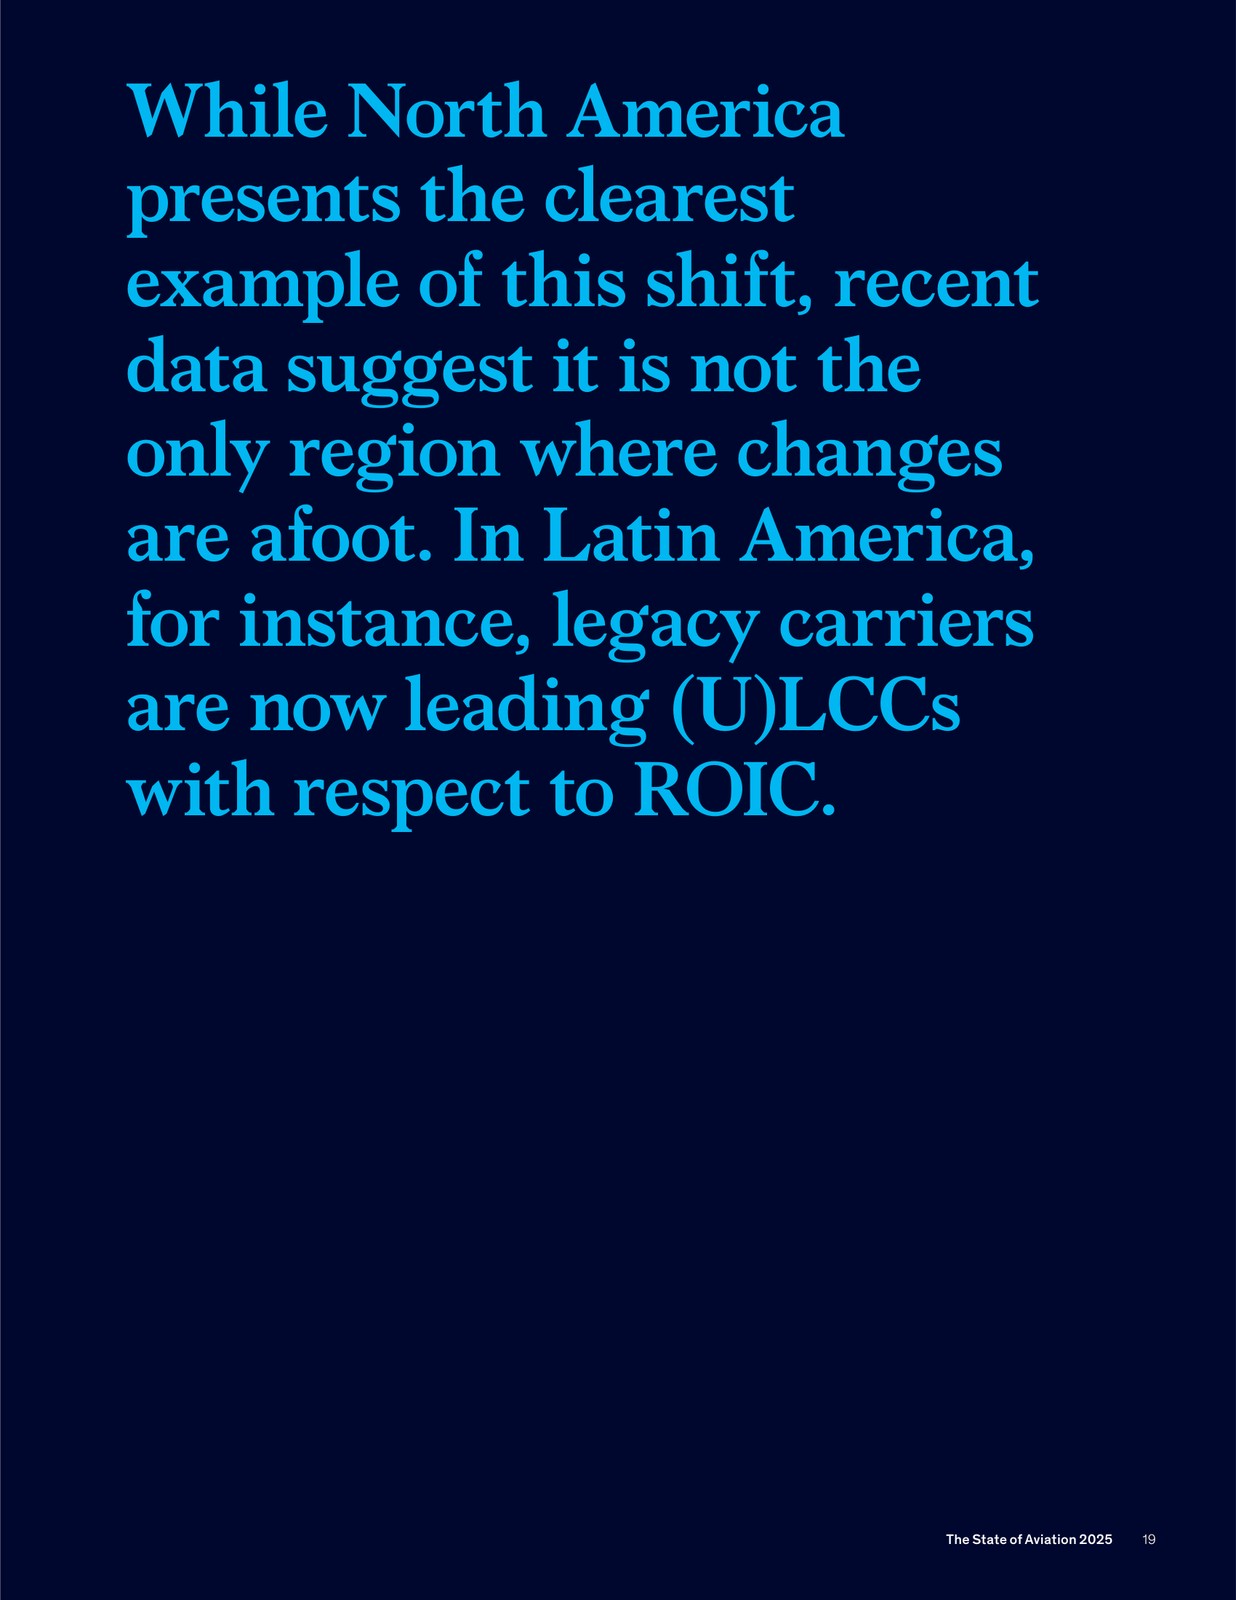 While North America
presents the clearest
example of this shift, recent
data suggest it is not the
only region where changes
are afoot. In Latin America,
for instance, legacy carriers
are now leading (U)LCCs
with respect to ROIC.
The State of Aviation 2025 19